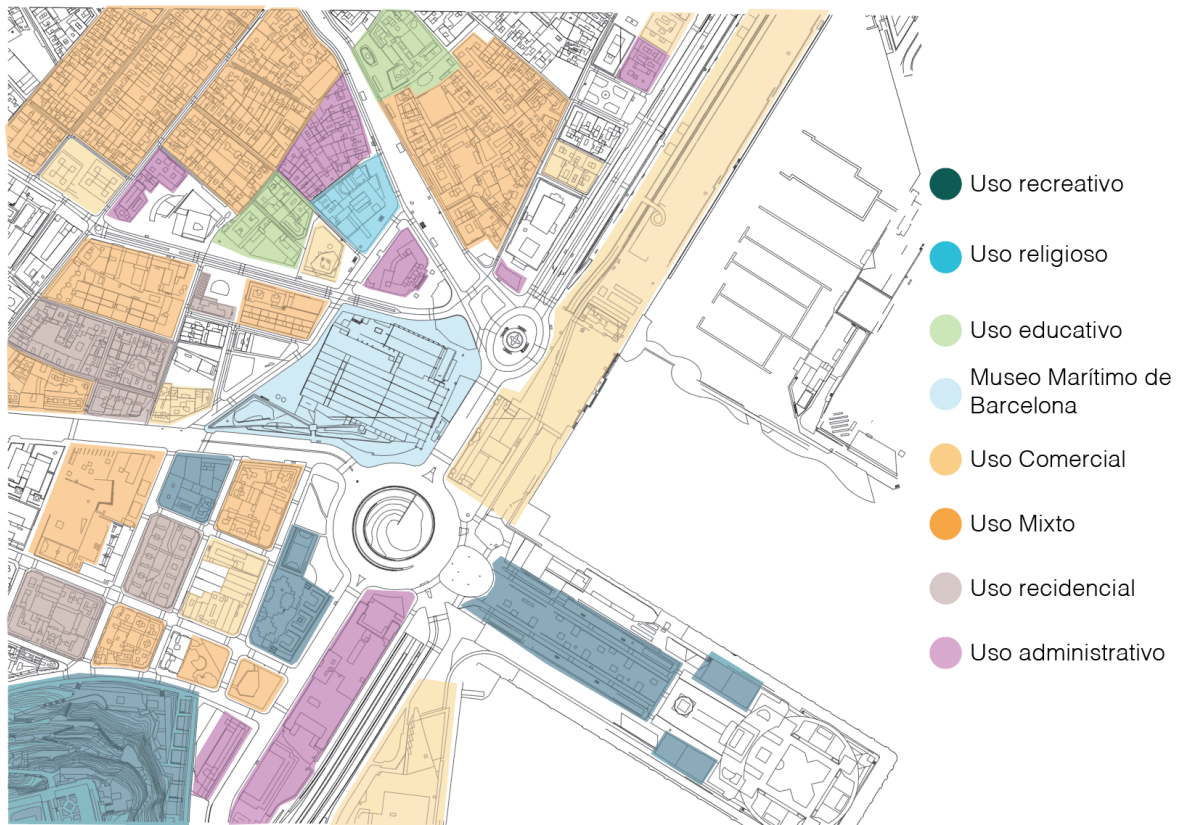 Uso recreativo
Uso religioso
Uso educativo
Museo Marítimo de
Barcelona
Uso Comercial
Uso Mixto
Uso recidencial
Uso administrativo